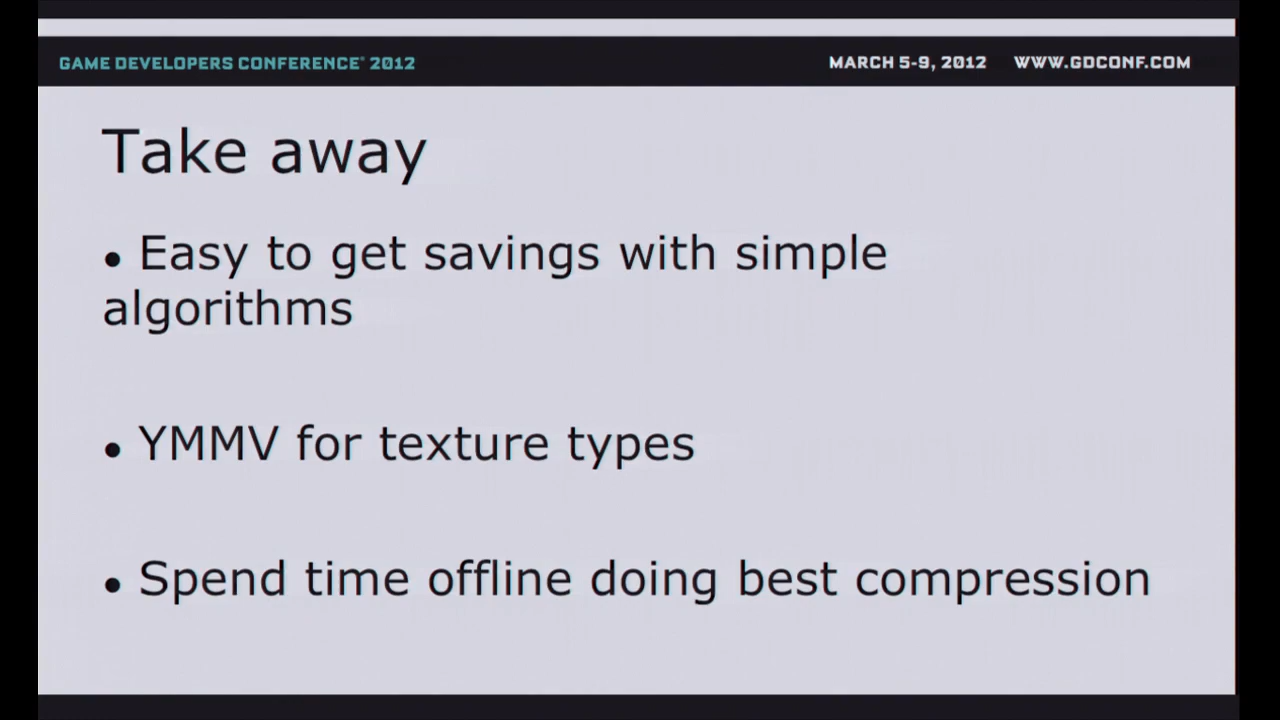 GAME DEVELOPERS CONFERENCE® 2012 MARCH 5-9, 2012 WWW.GDCONF.COM
Take away
• Easy to get savings with simple
algorithms
• YMMV for texture types
• Spend time offline doing best compression